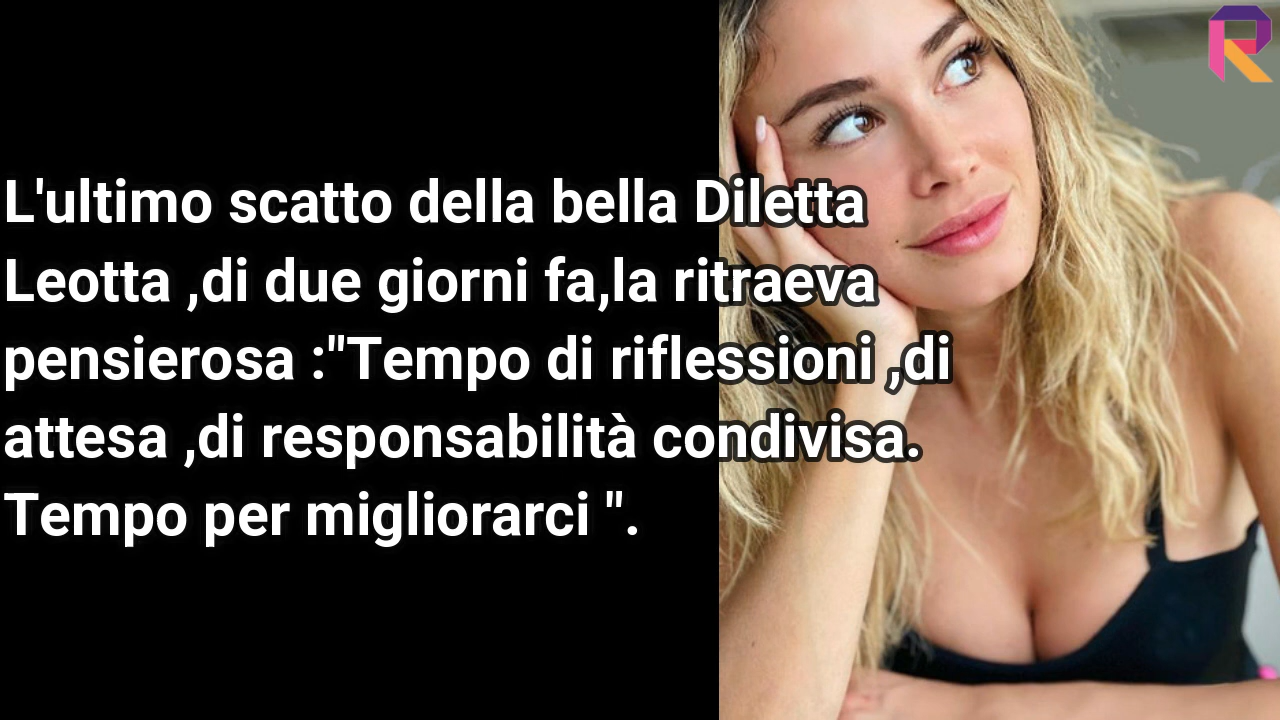 L'ultimo scatto della bella Diletta
Leotta ,di due giorni fa,la ritraeva
pensierosa :"Tempo di riflessioni ,di
attesa ,di responsabilità condivisa.
Tempo per migliorarci ".